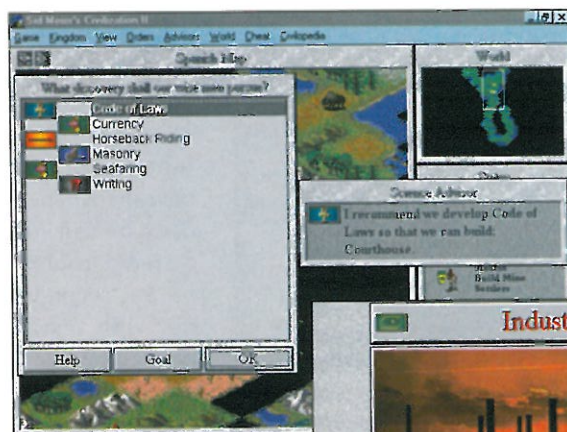 Sid Meier's Civilization II
Game Kingdom View Orders Advisors World Cheat Civilopedia
Spanish Map
World
What discovery shall our wise men pursue?
Code of Laws
Currency
Horseback Riding
Masonry
Seafaring
Writing
Science Advisor
I recommend we develop Code of
Laws so that we can build:
Courthouse
Build Mine
Settlers
Indust
Help Goal OK